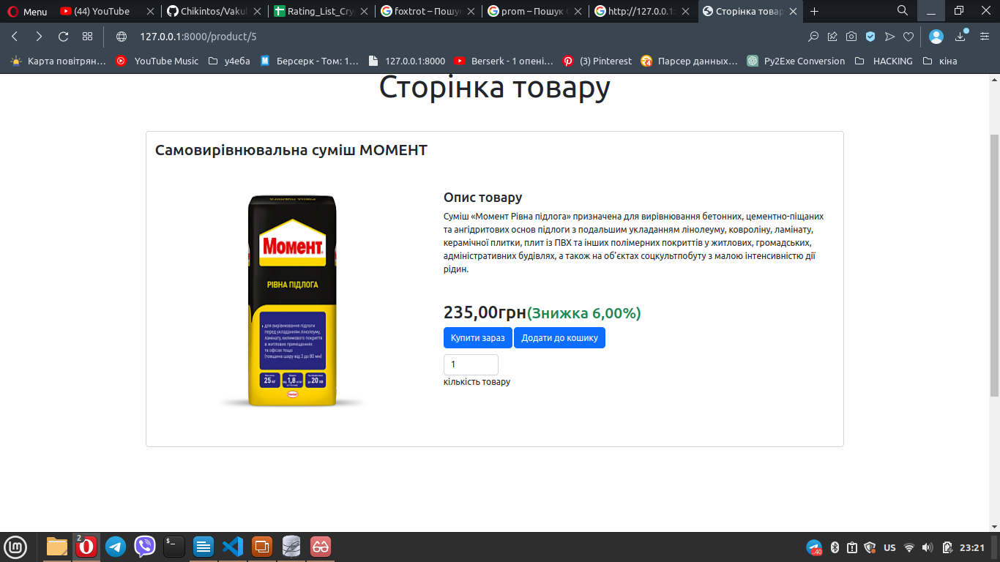 Menu
(44) YouTube
Chikintos/Vaku
Rating_List_Cry
foxtrot – Пошук
prom – Пошук G
http://127.0.0.1:
Сторінка товар
127.0.0.1:8000/product/5
Карта повітрян…
YouTube Music
у4еба
Берсерк - Том: 1…
127.0.0.1:8000
Berserk - 1 опені…
(3) Pinterest
Парсер данных…
Py2Exe Conversion
HACKING
кіна
Сторінка товару
Самовирівнювальна суміш МОМЕНТ
РІВНА ПІДЛОГА
Момент
РІВНА ПІДЛОГА
для вирівнювання підлоги
перед укладанням лінолеуму,
ламінату, килимового покриття
в житлових приміщеннях
та офісах тощо
(товщина шару від 3 до 80 мм)
25 кг
від 1,8
до 20 хв
Henkel
Опис товару
Суміш «Момент Рівна підлога» призначена для вирівнювання бетонних, цементно-піщаних
та ангідритових основ підлоги з подальшим укладанням лінолеуму, ковроліну, ламінату,
керамічної плитки, плит із ПВХ та інших полімерних покриттів у житлових, громадських,
адміністративних будівлях, а також на об’єктах соцкультпобуту з малою інтенсивністю дії
рідин.
235,00грн(Знижка 6,00%)
Купити зараз
Додати до кошику
1
кількість товару
2
40
US
23:21